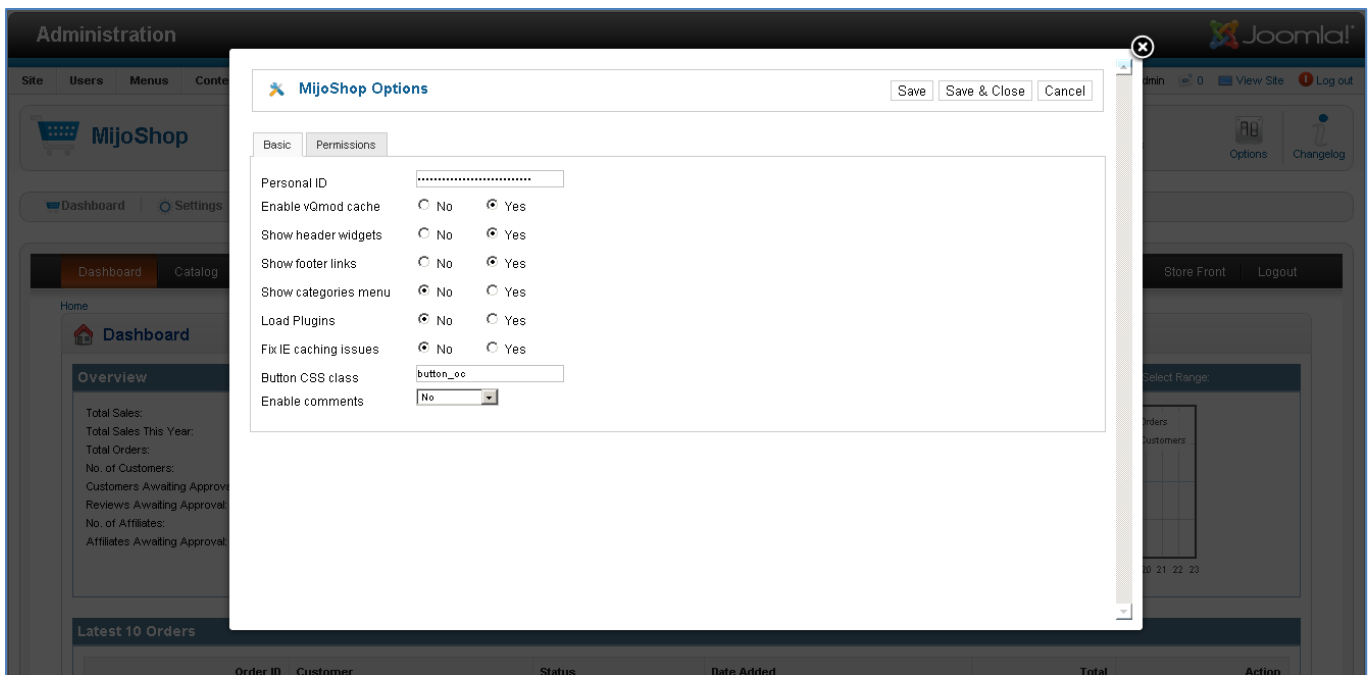 Administration
Joomla!
Site Users Menus Conte
dmin 0 View Site Log out
MijoShop Options
Save Save & Close Cancel
MijoShop
Options Changelog
Basic Permissions
Personal ID
Enable vQmod cache No Yes
Dashboard Settings
Show header widgets No Yes
Show footer links No Yes
Dashboard Catalog
Store Front Logout
Show categories menu No Yes
Home
Load Plugins No Yes
Dashboard
Fix IE caching issues No Yes
Button CSS class button_oc
Overview
Select Range:
Enable comments No
Total Sales:
Total Sales This Year:
Total Orders:
No. of Customers:
Customers Awaiting Approva
Reviews Awaiting Approval:
No. of Affiliates:
Affiliates Awaiting Approval:
Orders
Customers
20 21 22 23
Latest 10 Orders
Order ID Customer Status Date Added Total Action